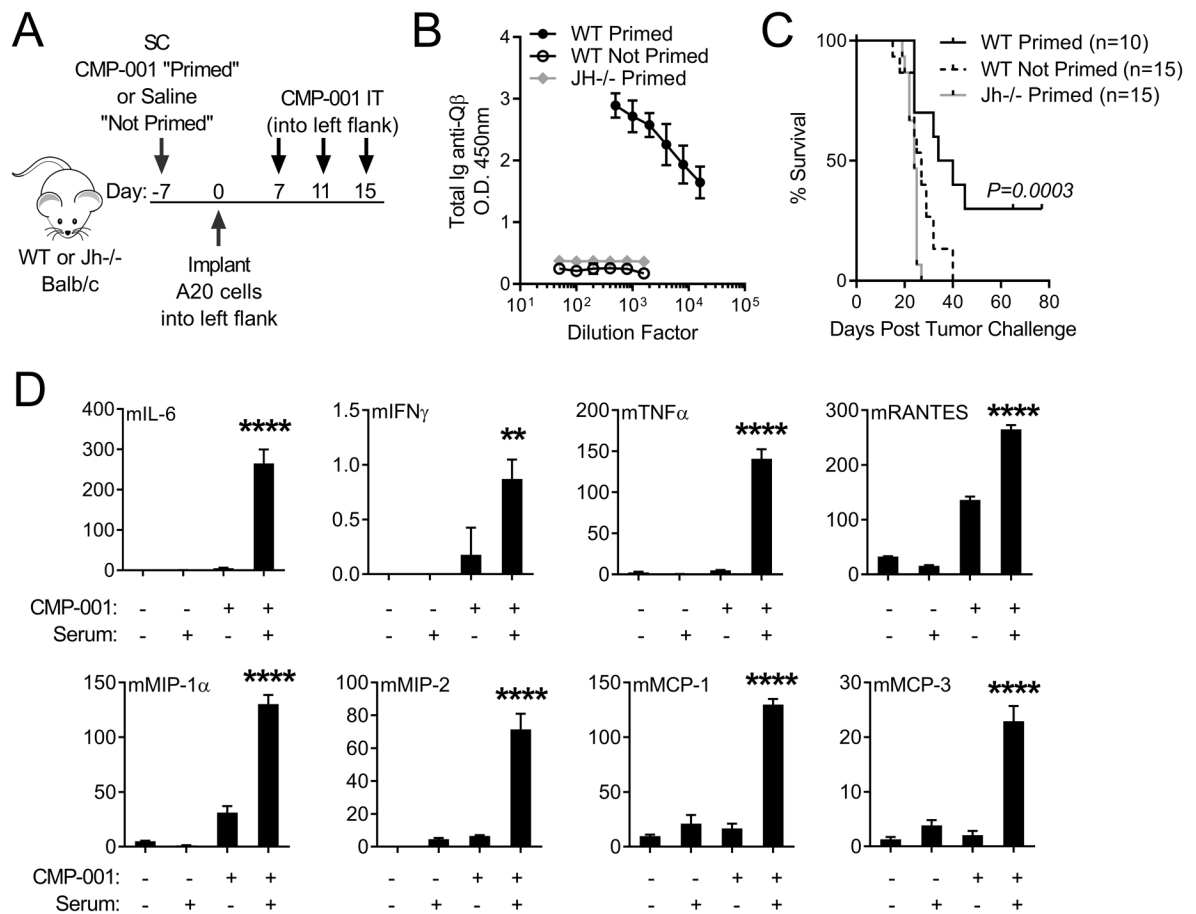 A
SC
CMP-001 "Primed"
or Saline
"Not Primed"
CMP-001 IT
(into left flank)
Day: -7 0 7 11 15
WT or Jh-/-
Balb/c
Implant
A20 cells
into left flank
B
WT Primed
WT Not Primed
JH-/- Primed
Total Ig anti-Qβ
O.D. 450nm
4
3
2
1
0
10¹ 10² 10³ 10⁴ 10⁵
Dilution Factor
C
WT Primed (n=10)
WT Not Primed (n=15)
Jh-/- Primed (n=15)
% Survival
100
50
0
P=0.0003
0 20 40 60 80
Days Post Tumor Challenge
D
mIL-6
****
400
300
200
100
0
mIFNγ
**
1.5
1.0
0.5
0.0
mTNFα
****
200
150
100
50
0
mRANTES
****
300
200
100
0
CMP-001: - - + + - - + + - - + + - - + +
Serum: - + - + - + - + - + - + - + - +
mMIP-1α
****
150
100
50
0
mMIP-2
****
100
80
60
40
20
0
mMCP-1
****
150
100
50
0
mMCP-3
****
30
20
10
0
CMP-001: - - + + - - + + - - + + - - + +
Serum: - + - + - + - + - + - + - + - +